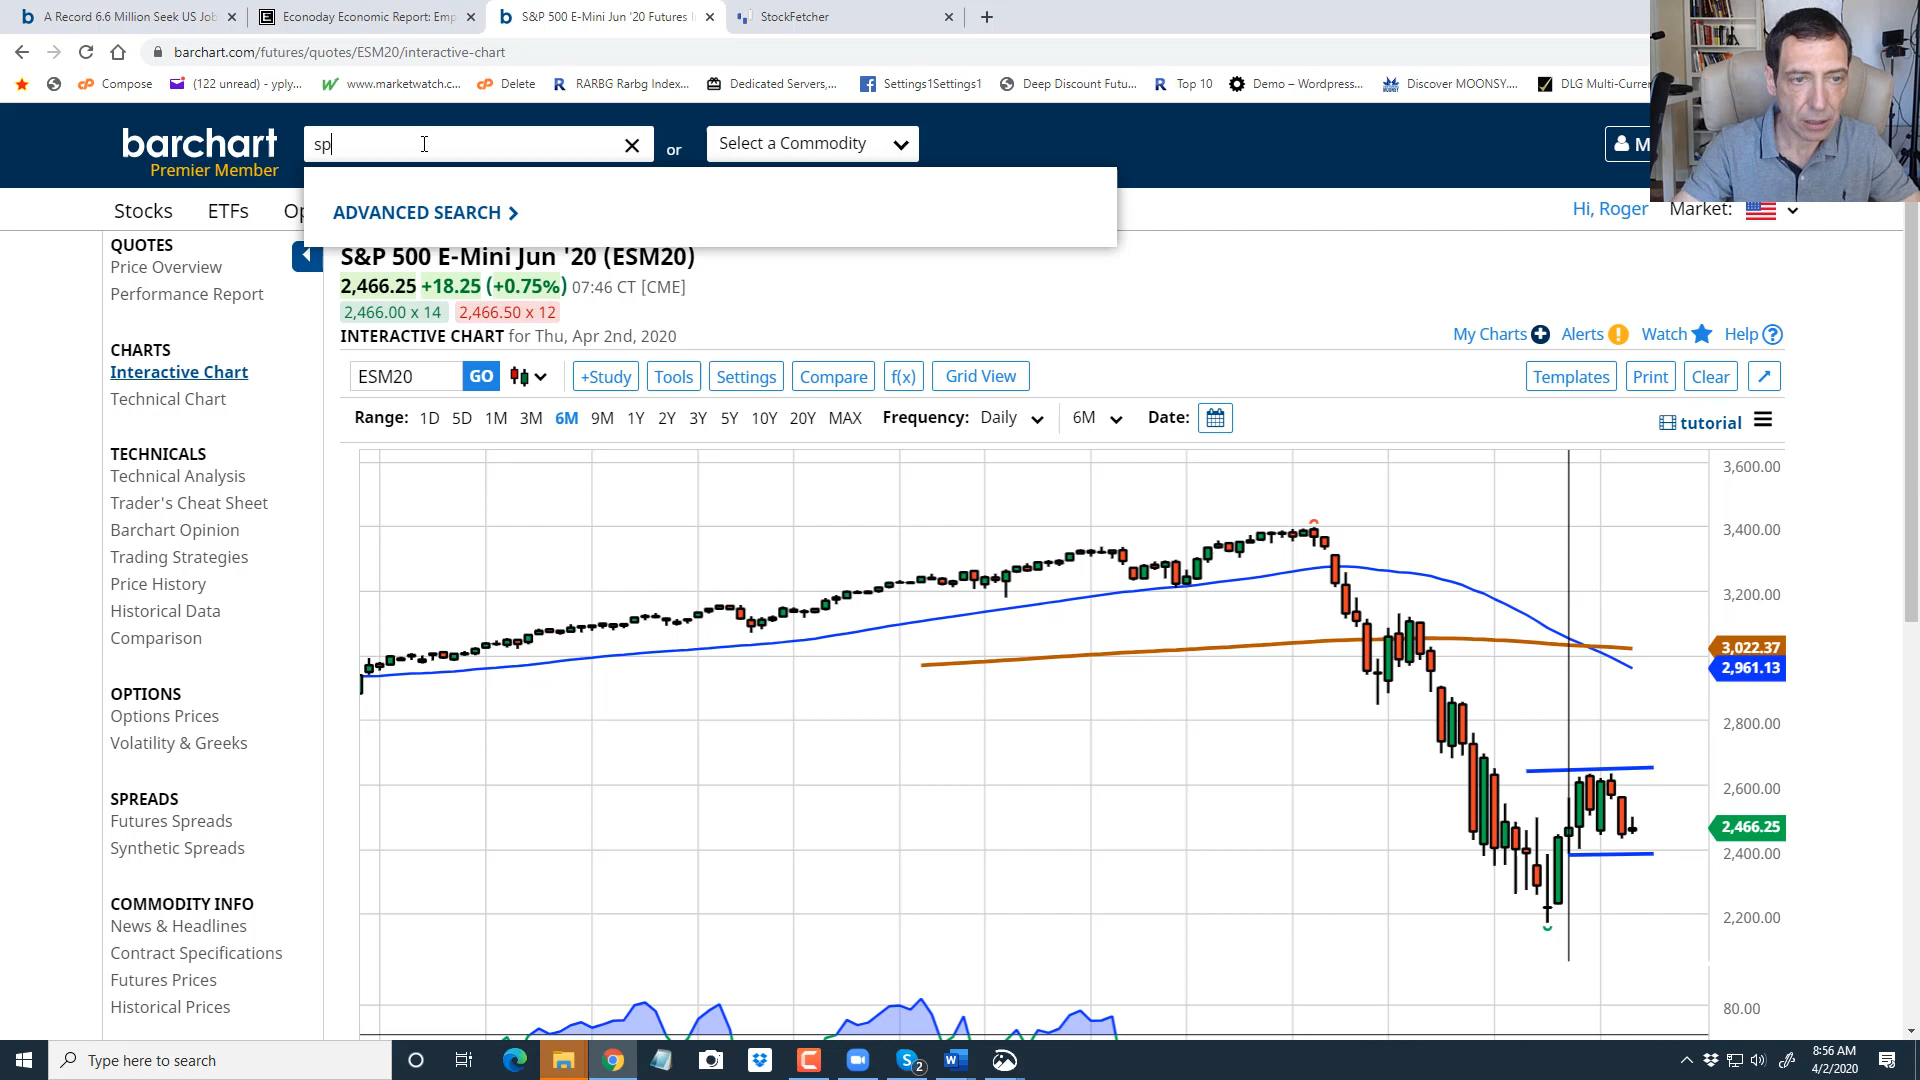 A Record 6.6 Million Seek US Job
Econoday Economic Report: Emp
S&P 500 E-Mini Jun '20 Futures I
StockFetcher
barchart.com/futures/quotes/ESM20/interactive-chart
Compose
(122 unread) - yply...
www.marketwatch.c...
Delete
RARBG Rarbg Index...
Dedicated Servers,...
Settings1Settings1
Deep Discount Futu...
Top 10
Demo – Wordpress...
Discover MOONSY....
DLG Multi-Curre
barchart
Premier Member
sp
or
Select a Commodity
M
ADVANCED SEARCH
Stocks
ETFs
Op
Hi, Roger
Market:
QUOTES
Price Overview
Performance Report
CHARTS
Interactive Chart
Technical Chart
TECHNICALS
Technical Analysis
Trader's Cheat Sheet
Barchart Opinion
Trading Strategies
Price History
Historical Data
Comparison
OPTIONS
Options Prices
Volatility & Greeks
SPREADS
Futures Spreads
Synthetic Spreads
COMMODITY INFO
News & Headlines
Contract Specifications
Futures Prices
Historical Prices
S&P 500 E-Mini Jun '20 (ESM20)
2,466.25 +18.25 (+0.75%) 07:46 CT [CME]
2,466.00 x 14 2,466.50 x 12
INTERACTIVE CHART for Thu, Apr 2nd, 2020
My Charts Alerts Watch Help
ESM20 GO +Study Tools Settings Compare f(x) Grid View Templates Print Clear
Range: 1D 5D 1M 3M 6M 9M 1Y 2Y 3Y 5Y 10Y 20Y MAX Frequency: Daily 6M Date:
tutorial
3,600.00
3,400.00
3,200.00
3,022.37
2,961.13
2,800.00
2,600.00
2,466.25
2,400.00
2,200.00
80.00
Type here to search
2
8:56 AM
4/2/2020